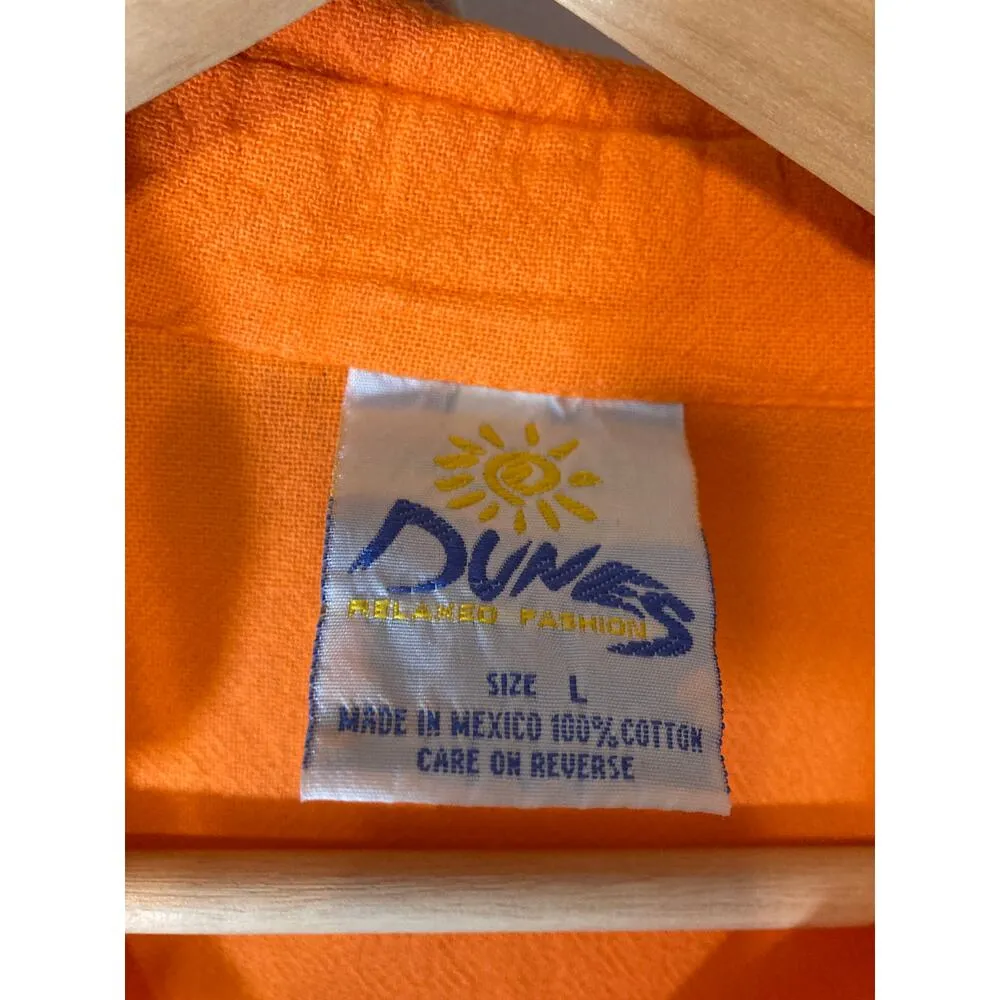 DUNES
RELAXED FASHION
SIZE L
MADE IN MEXICO 100% COTTON
CARE ON REVERSE